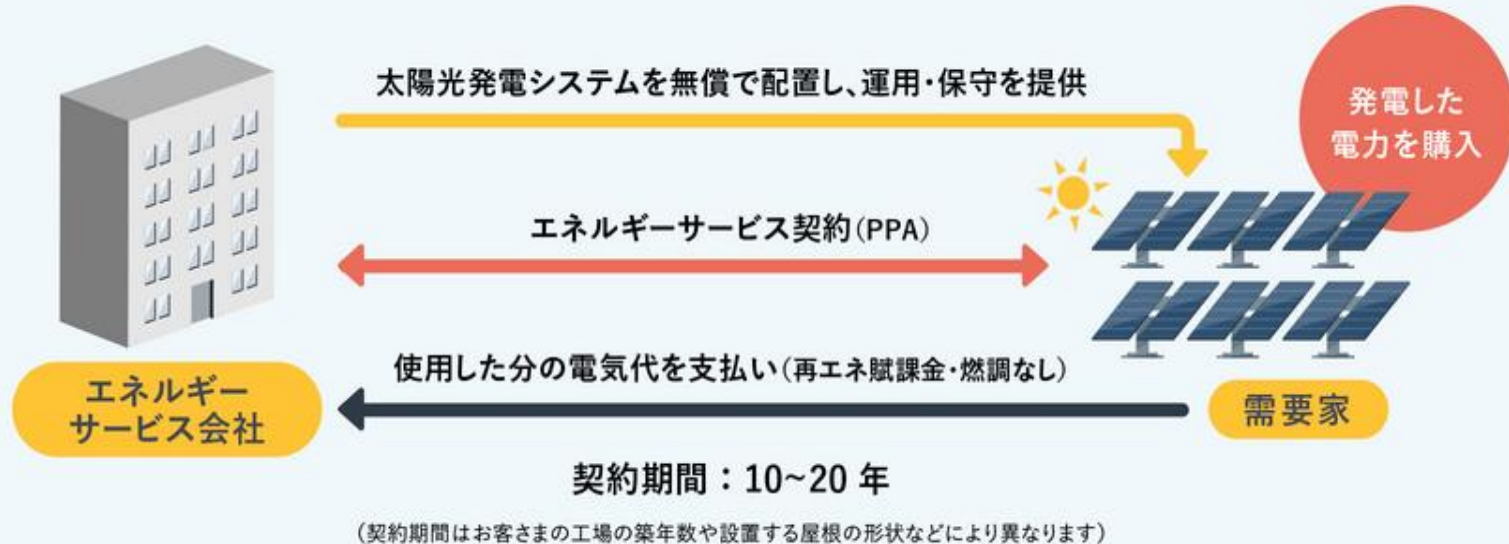 太陽光発電システムを無償で配置し、運用・保守を提供
発電した
電力を購入
エネルギーサービス契約(PPA)
使用した分の電気代を支払い(再エネ賦課金・燃調なし)
エネルギー
サービス会社
需要家
契約期間:10~20 年
(契約期間はお客さまの工場の築年数や設置する屋根の形状などにより異なります)